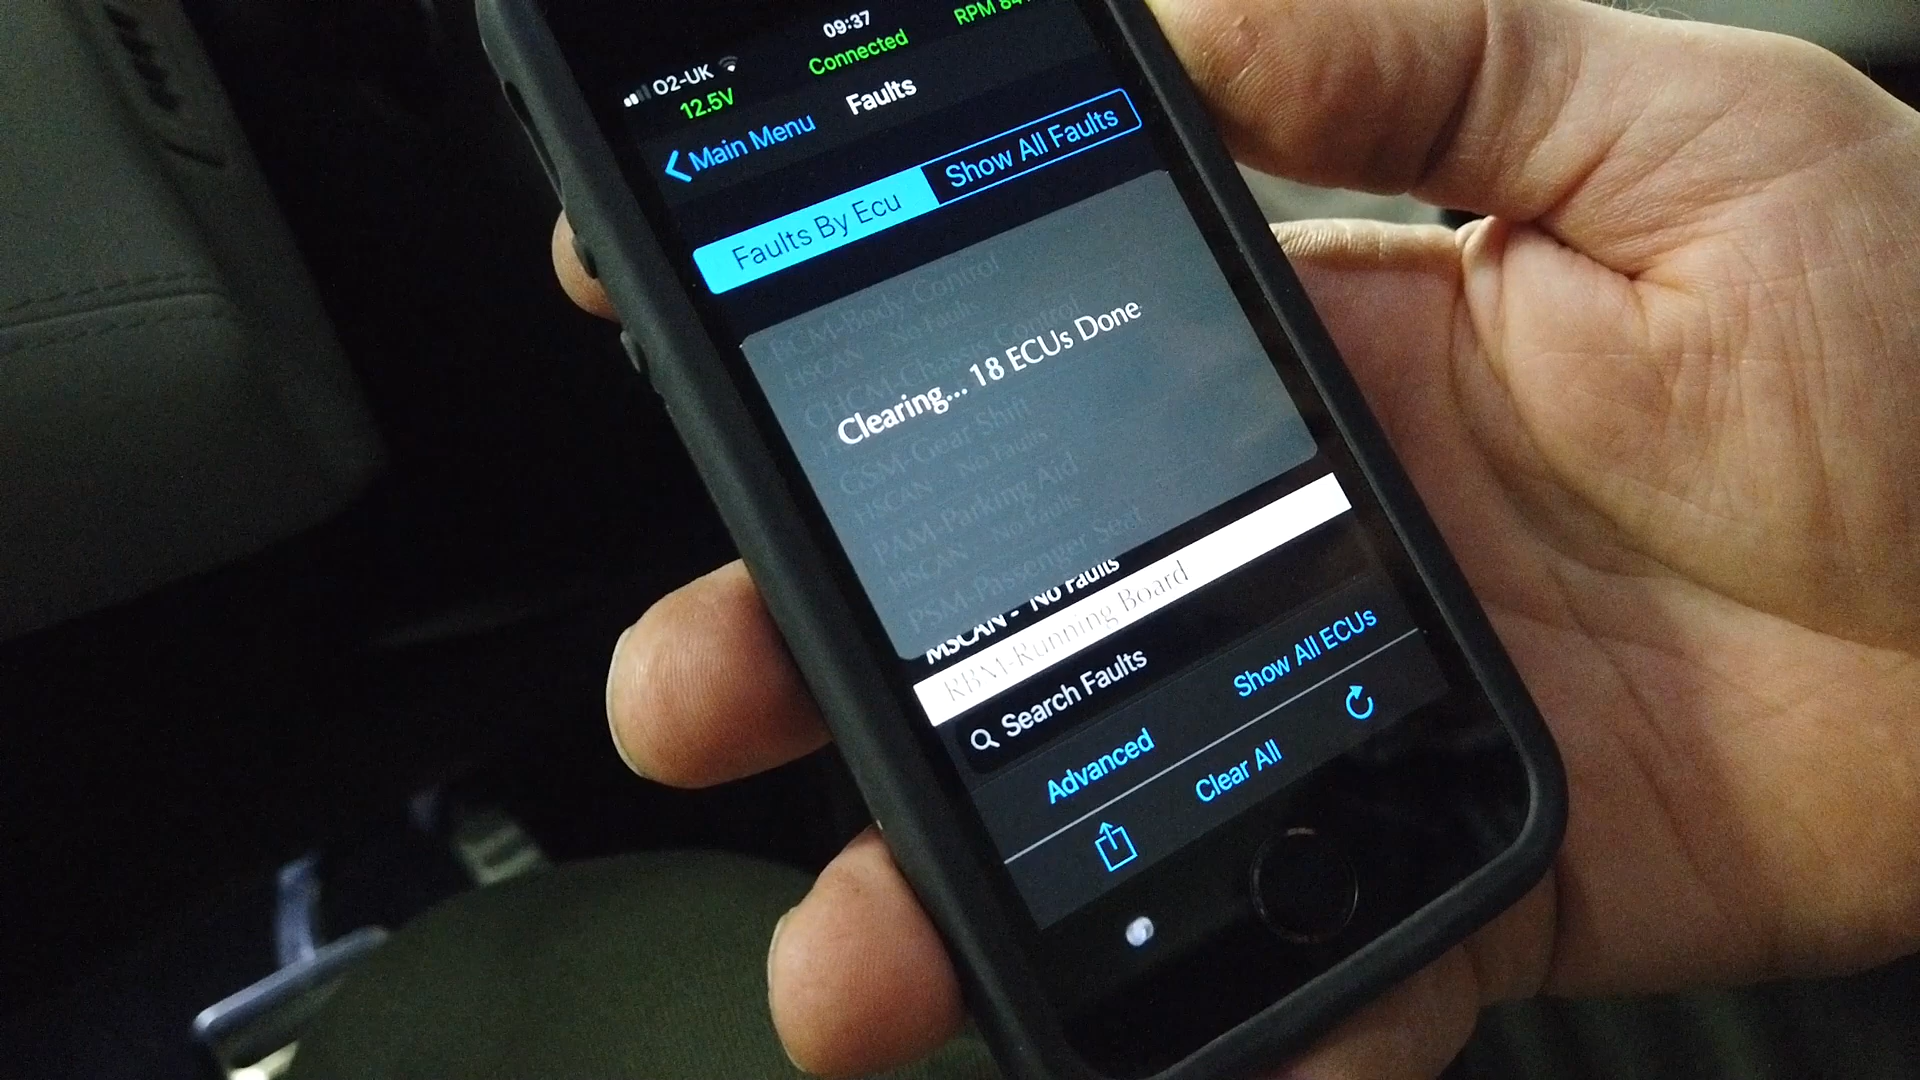 09:37
O2-UK
Connected
12.5V
RPM 84
Main Menu
Faults
Faults By Ecu
Show All Faults
BCM-Body Control
HSCAN - No Faults
CHCM-Chassis Control
Clearing... 18 ECUs Done
GSM-Gear Shift
HSCAN - No Faults
PAM-Parking Aid
HSCAN - No Faults
PSM-Passenger Seat
MSCAN - No Faults
RBM-Running Board
Search Faults
Advanced
Show All ECUs
Clear All